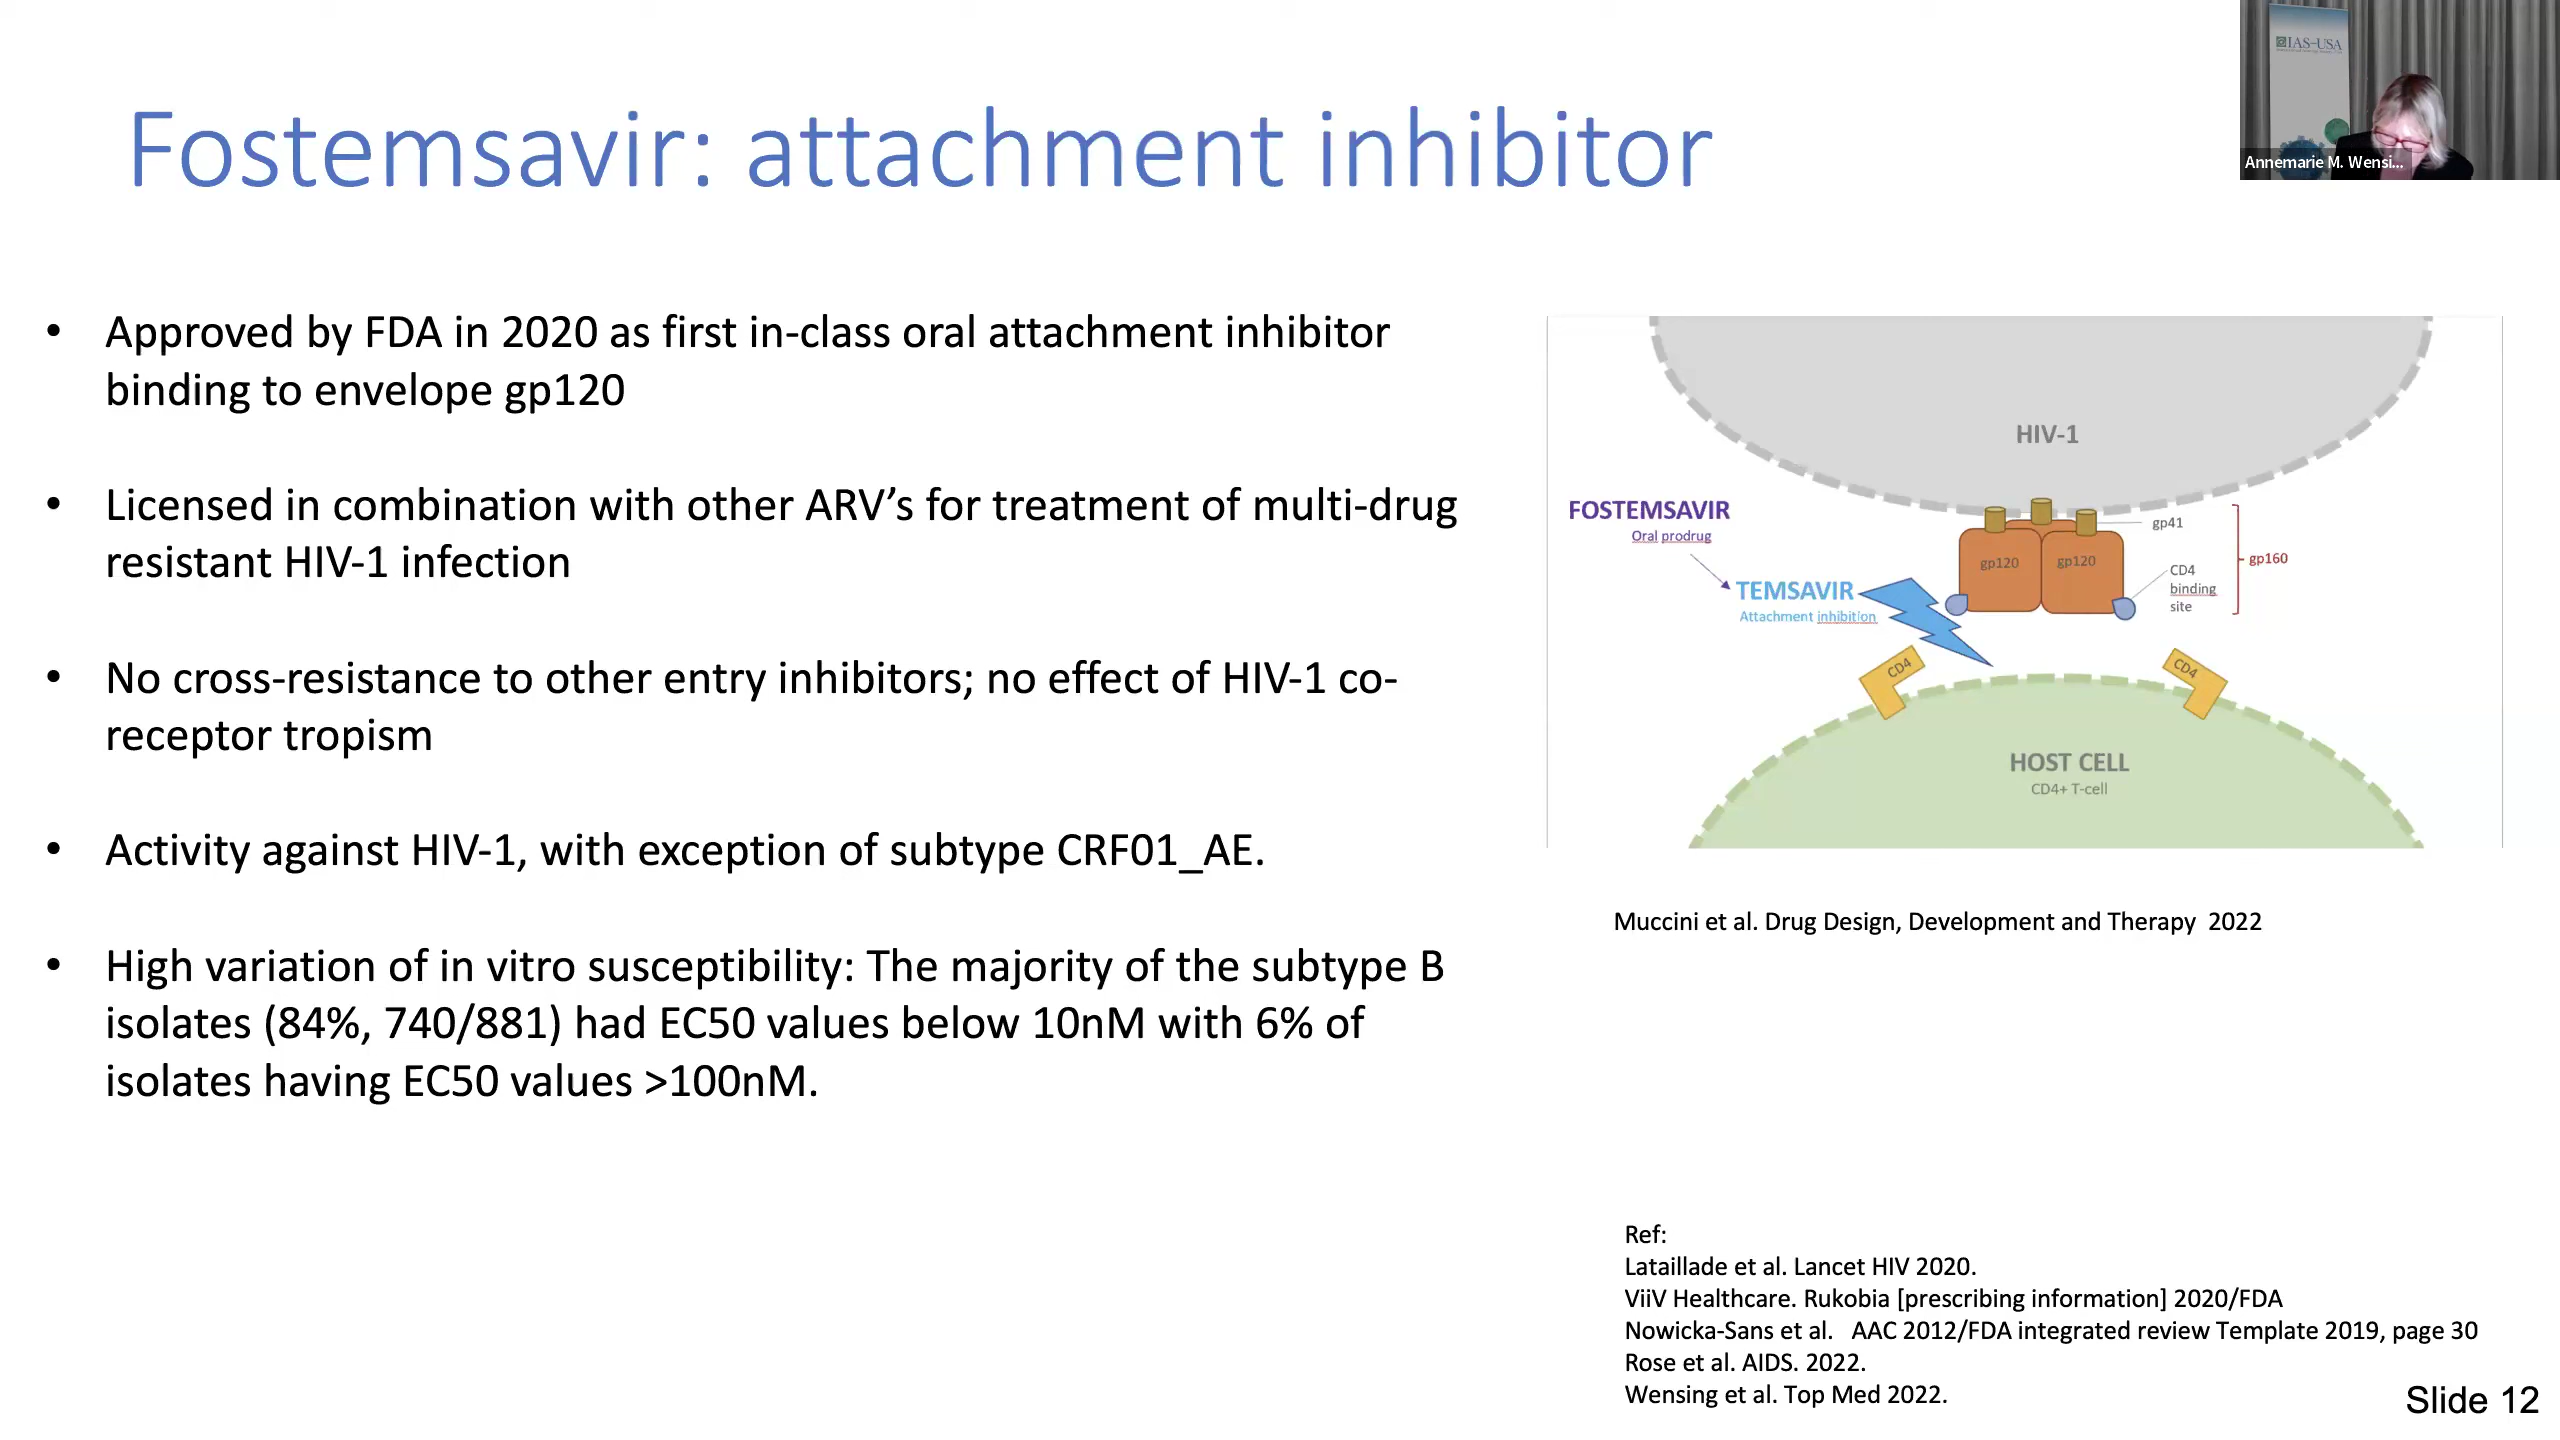 IAS–USA
Annemarie M. Wensi...
Fostemsavir: attachment inhibitor
• Approved by FDA in 2020 as first in-class oral attachment inhibitor
binding to envelope gp120
• Licensed in combination with other ARV’s for treatment of multi-drug
resistant HIV-1 infection
• No cross-resistance to other entry inhibitors; no effect of HIV-1 co-
receptor tropism
• Activity against HIV-1, with exception of subtype CRF01_AE.
• High variation of in vitro susceptibility: The majority of the subtype B
isolates (84%, 740/881) had EC50 values below 10nM with 6% of
isolates having EC50 values >100nM.
HIV-1
FOSTEMSAVIR
Oral prodrug
TEMSAVIR
Attachment inhibition
gp120
gp120
gp41
CD4
binding
site
gp160
CD4
CD4
HOST CELL
CD4+ T-cell
Muccini et al. Drug Design, Development and Therapy 2022
Ref:
Lataillade et al. Lancet HIV 2020.
ViiV Healthcare. Rukobia [prescribing information] 2020/FDA
Nowicka-Sans et al. AAC 2012/FDA integrated review Template 2019, page 30
Rose et al. AIDS. 2022.
Wensing et al. Top Med 2022.
Slide 12